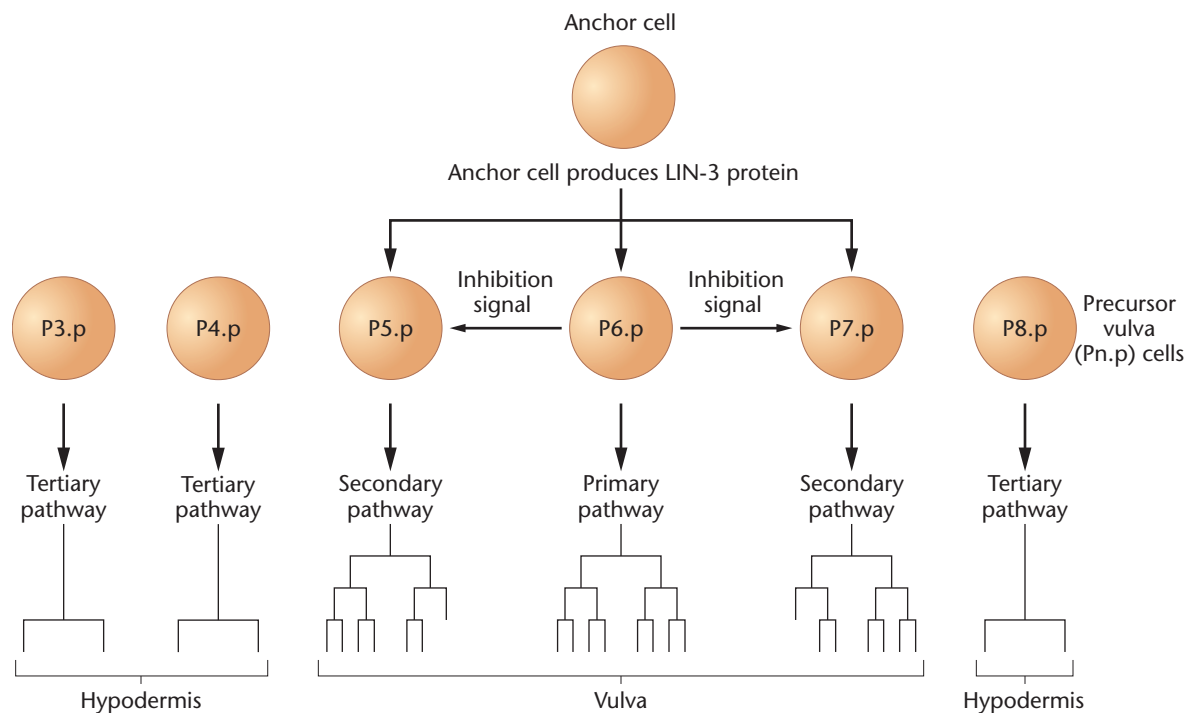 Anchor cell
Anchor cell produces LIN-3 protein
Inhibition
signal
Inhibition
signal
P3.p
P4.p
P5.p
P6.p
P7.p
P8.p
Precursor
vulva
(Pn.p) cells
Tertiary
pathway
Tertiary
pathway
Secondary
pathway
Primary
pathway
Secondary
pathway
Tertiary
pathway
Hypodermis
Vulva
Hypodermis